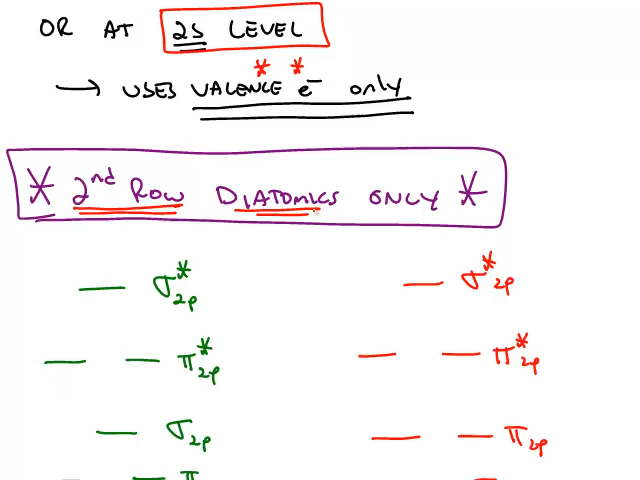 OR AT 2S LEVEL
* *
→ USES VALENCE e⁻ only
* 2nd ROW DIATOMICS ONLY *
σ*2p σ*2p
π*2p π*2p
σ2p π2p
π